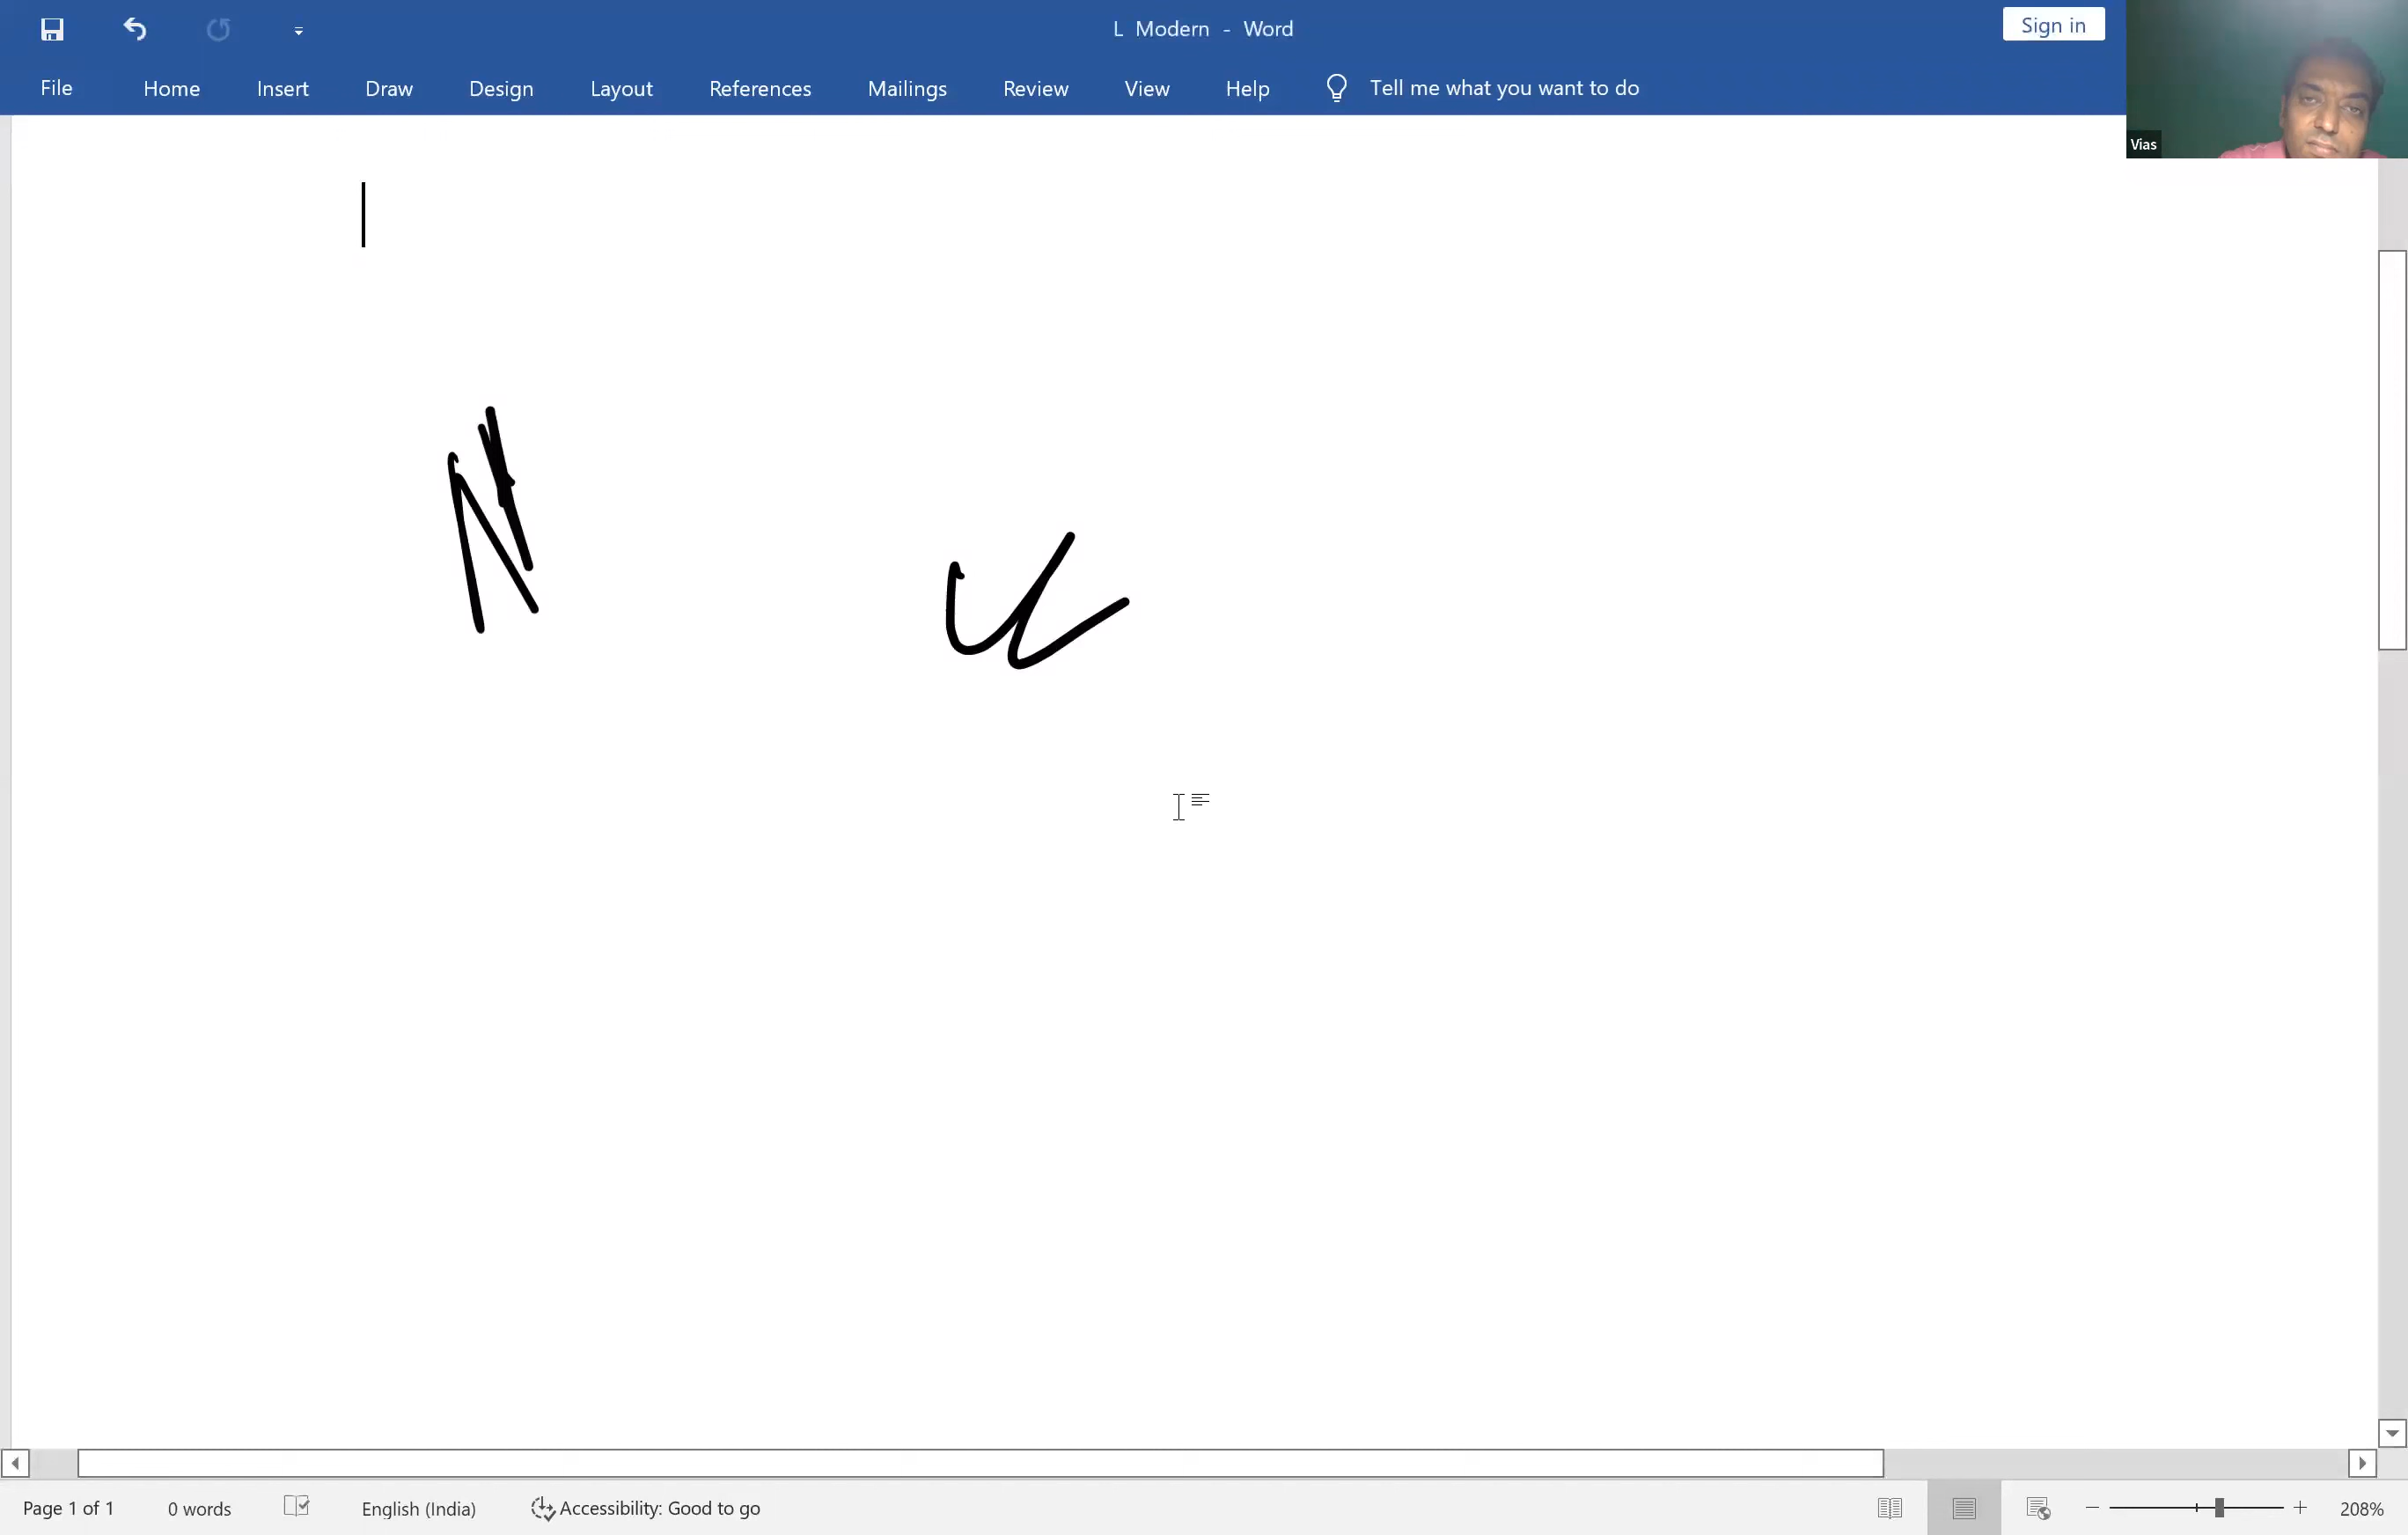 L Modern - Word
Sign in
File Home Insert Draw Design Layout References Mailings Review View Help Tell me what you want to do
Vias
N
u
Page 1 of 1 0 words English (India) Accessibility: Good to go 208%